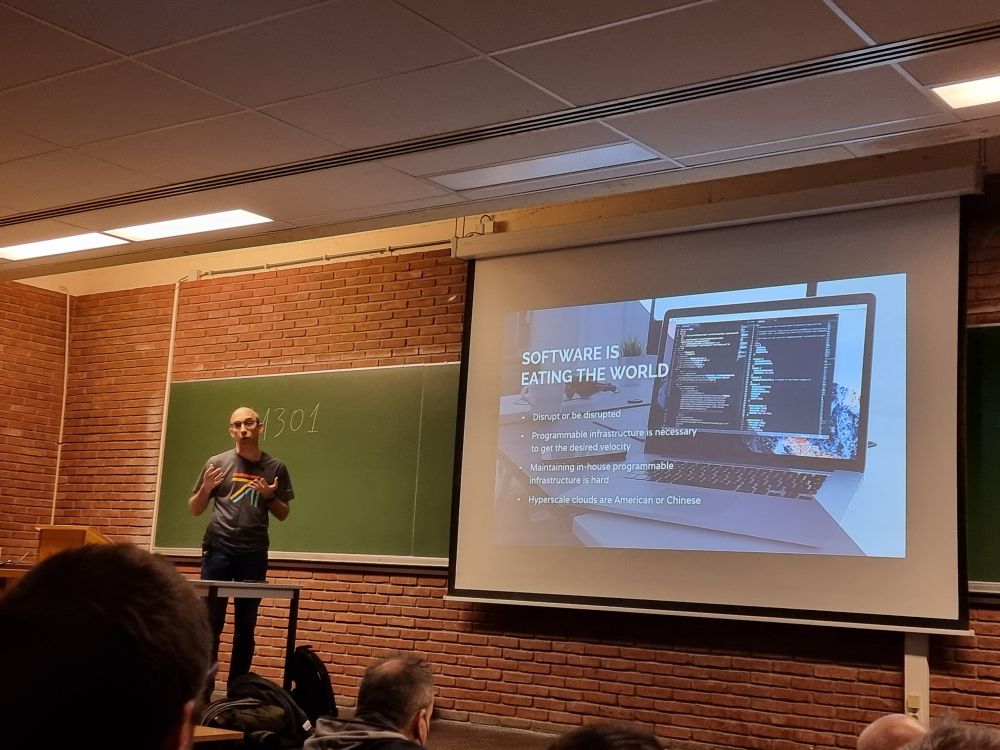 1301
SOFTWARE IS
EATING THE WORLD
• Disrupt or be disrupted
• Programmable infrastructure is necessary
to get the desired velocity
• Maintaining in-house programmable
infrastructure is hard
• Hyperscale clouds are American or Chinese